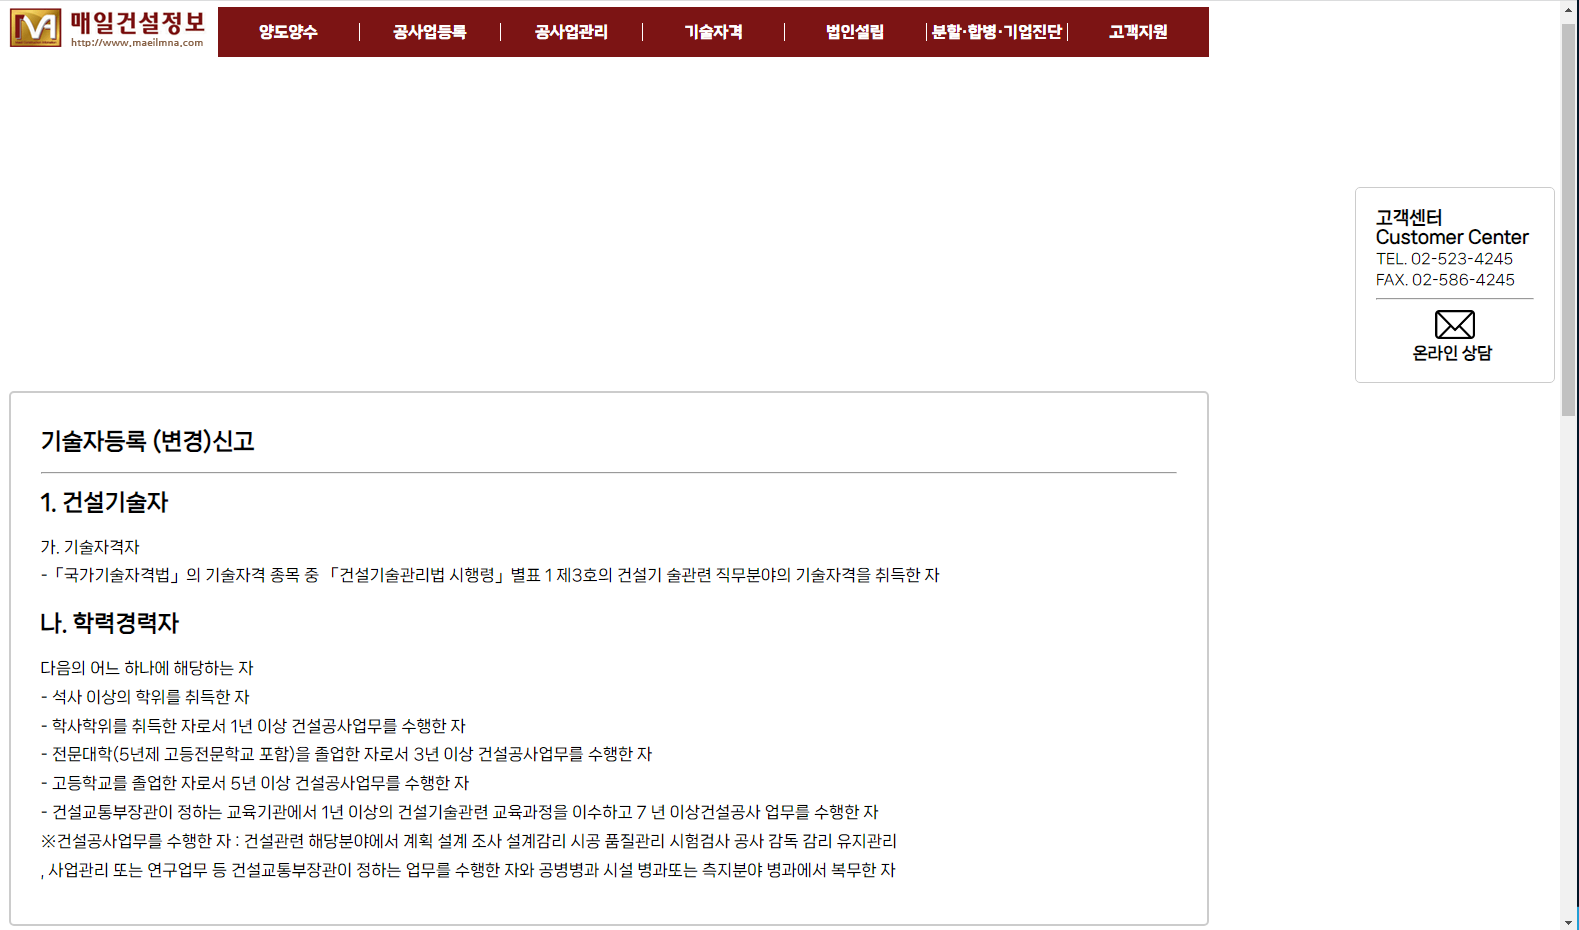 매일건설정보
http://www.maeilmna.com
양도양수
공사업등록
공사업관리
기술자격
법인설립
분할·합병·기업진단
고객지원
고객센터
Customer Center
TEL. 02-523-4245
FAX. 02-586-4245
온라인 상담
기술자등록 (변경)신고
1. 건설기술자
가. 기술자격자
-「국가기술자격법」의 기술자격 종목 중 「건설기술관리법 시행령」별표 1 제3호의 건설기 술관련 직무분야의 기술자격을 취득한 자
나. 학력경력자
다음의 어느 하나에 해당하는 자
- 석사 이상의 학위를 취득한 자
- 학사학위를 취득한 자로서 1년 이상 건설공사업무를 수행한 자
- 전문대학(5년제 고등전문학교 포함)을 졸업한 자로서 3년 이상 건설공사업무를 수행한 자
- 고등학교를 졸업한 자로서 5년 이상 건설공사업무를 수행한 자
- 건설교통부장관이 정하는 교육기관에서 1년 이상의 건설기술관련 교육과정을 이수하고 7 년 이상건설공사 업무를 수행한 자
※건설공사업무를 수행한 자 : 건설관련 해당분야에서 계획 설계 조사 설계감리 시공 품질관리 시험검사 공사 감독 감리 유지관리
, 사업관리 또는 연구업무 등 건설교통부장관이 정하는 업무를 수행한 자와 공병병과 시설 병과또는 측지분야 병과에서 복무한 자